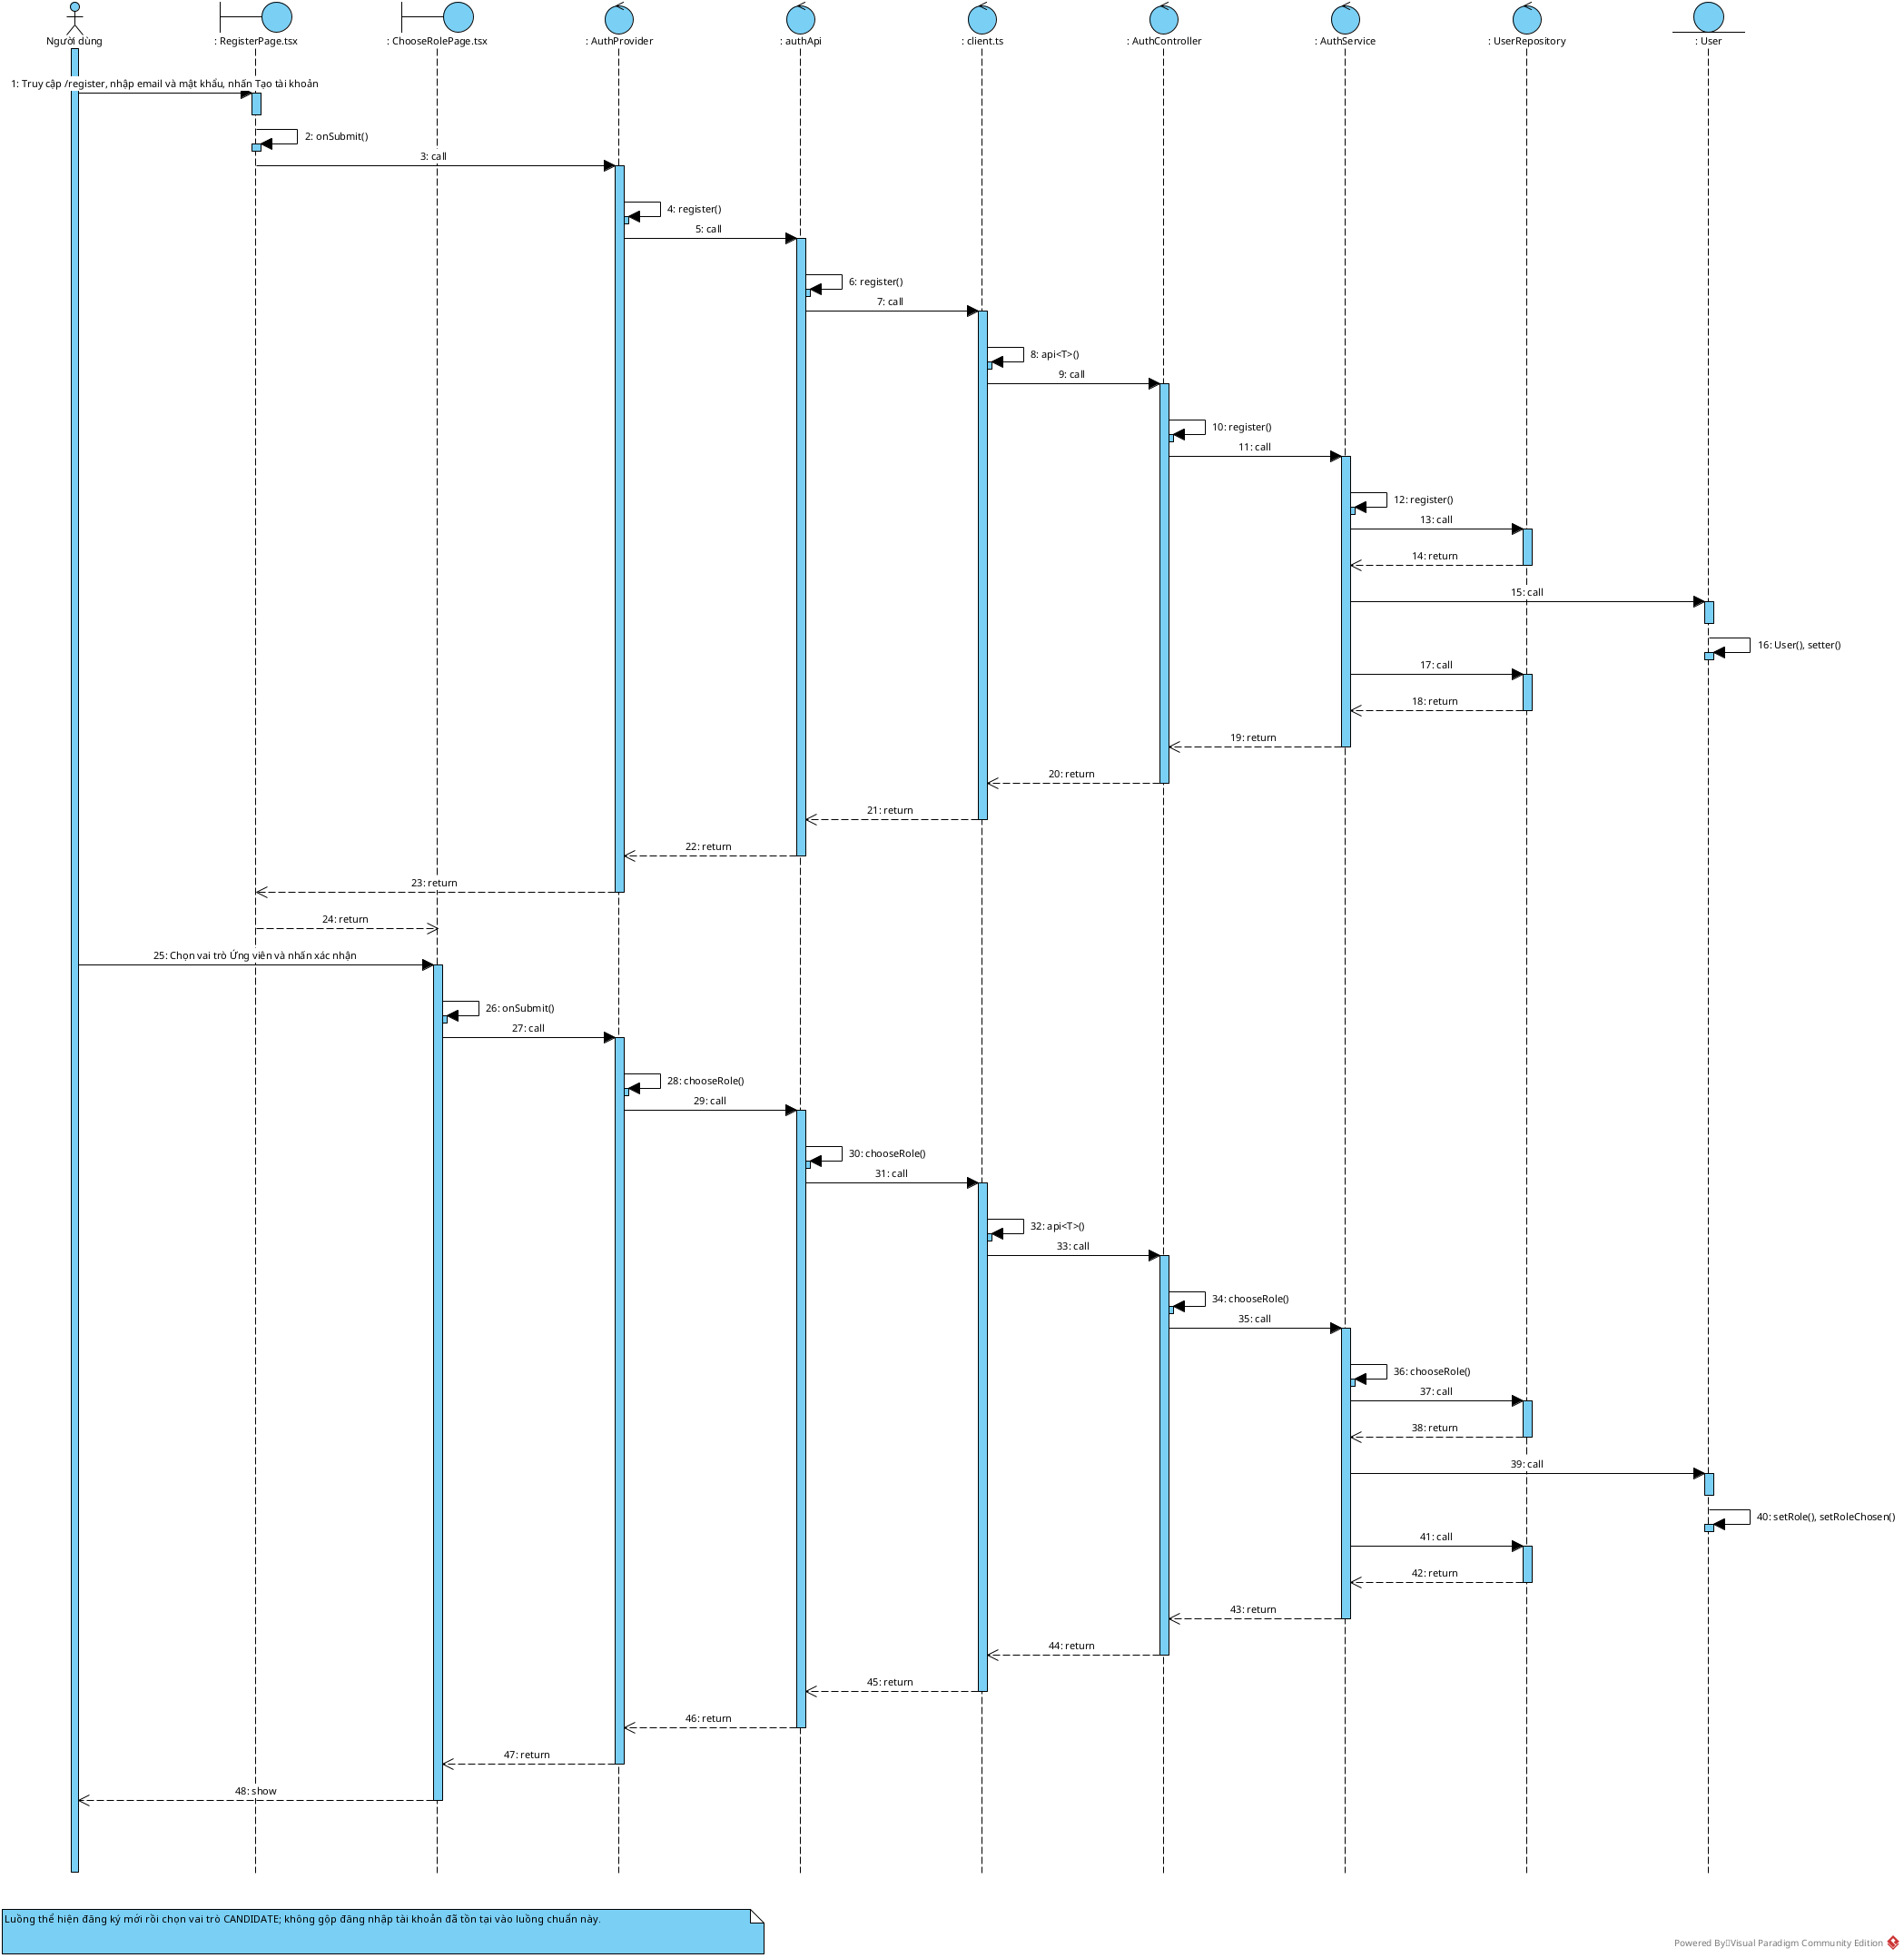 Người dùng
: RegisterPage.tsx
: ChooseRolePage.tsx
: AuthProvider
: authApi
: client.ts
: AuthController
: AuthService
: UserRepository
: User
1: Truy cập /register, nhập email và mật khẩu, nhấn Tạo tài khoản
2: onSubmit()
3: call
4: register()
5: call
6: register()
7: call
8: api<T>()
9: call
10: register()
11: call
12: register()
13: call
14: return
15: call
16: User(), setter()
17: call
18: return
19: return
20: return
21: return
22: return
23: return
24: return
25: Chọn vai trò Ứng viên và nhấn xác nhận
26: onSubmit()
27: call
28: chooseRole()
29: call
30: chooseRole()
31: call
32: api<T>()
33: call
34: chooseRole()
35: call
36: chooseRole()
37: call
38: return
39: call
40: setRole(), setRoleChosen()
41: call
42: return
43: return
44: return
45: return
46: return
47: return
48: show
Luồng thể hiện đăng ký mới rồi chọn vai trò CANDIDATE; không gộp đăng nhập tài khoản đã tồn tại vào luồng chuẩn này.
Powered By Visual Paradigm Community Edition